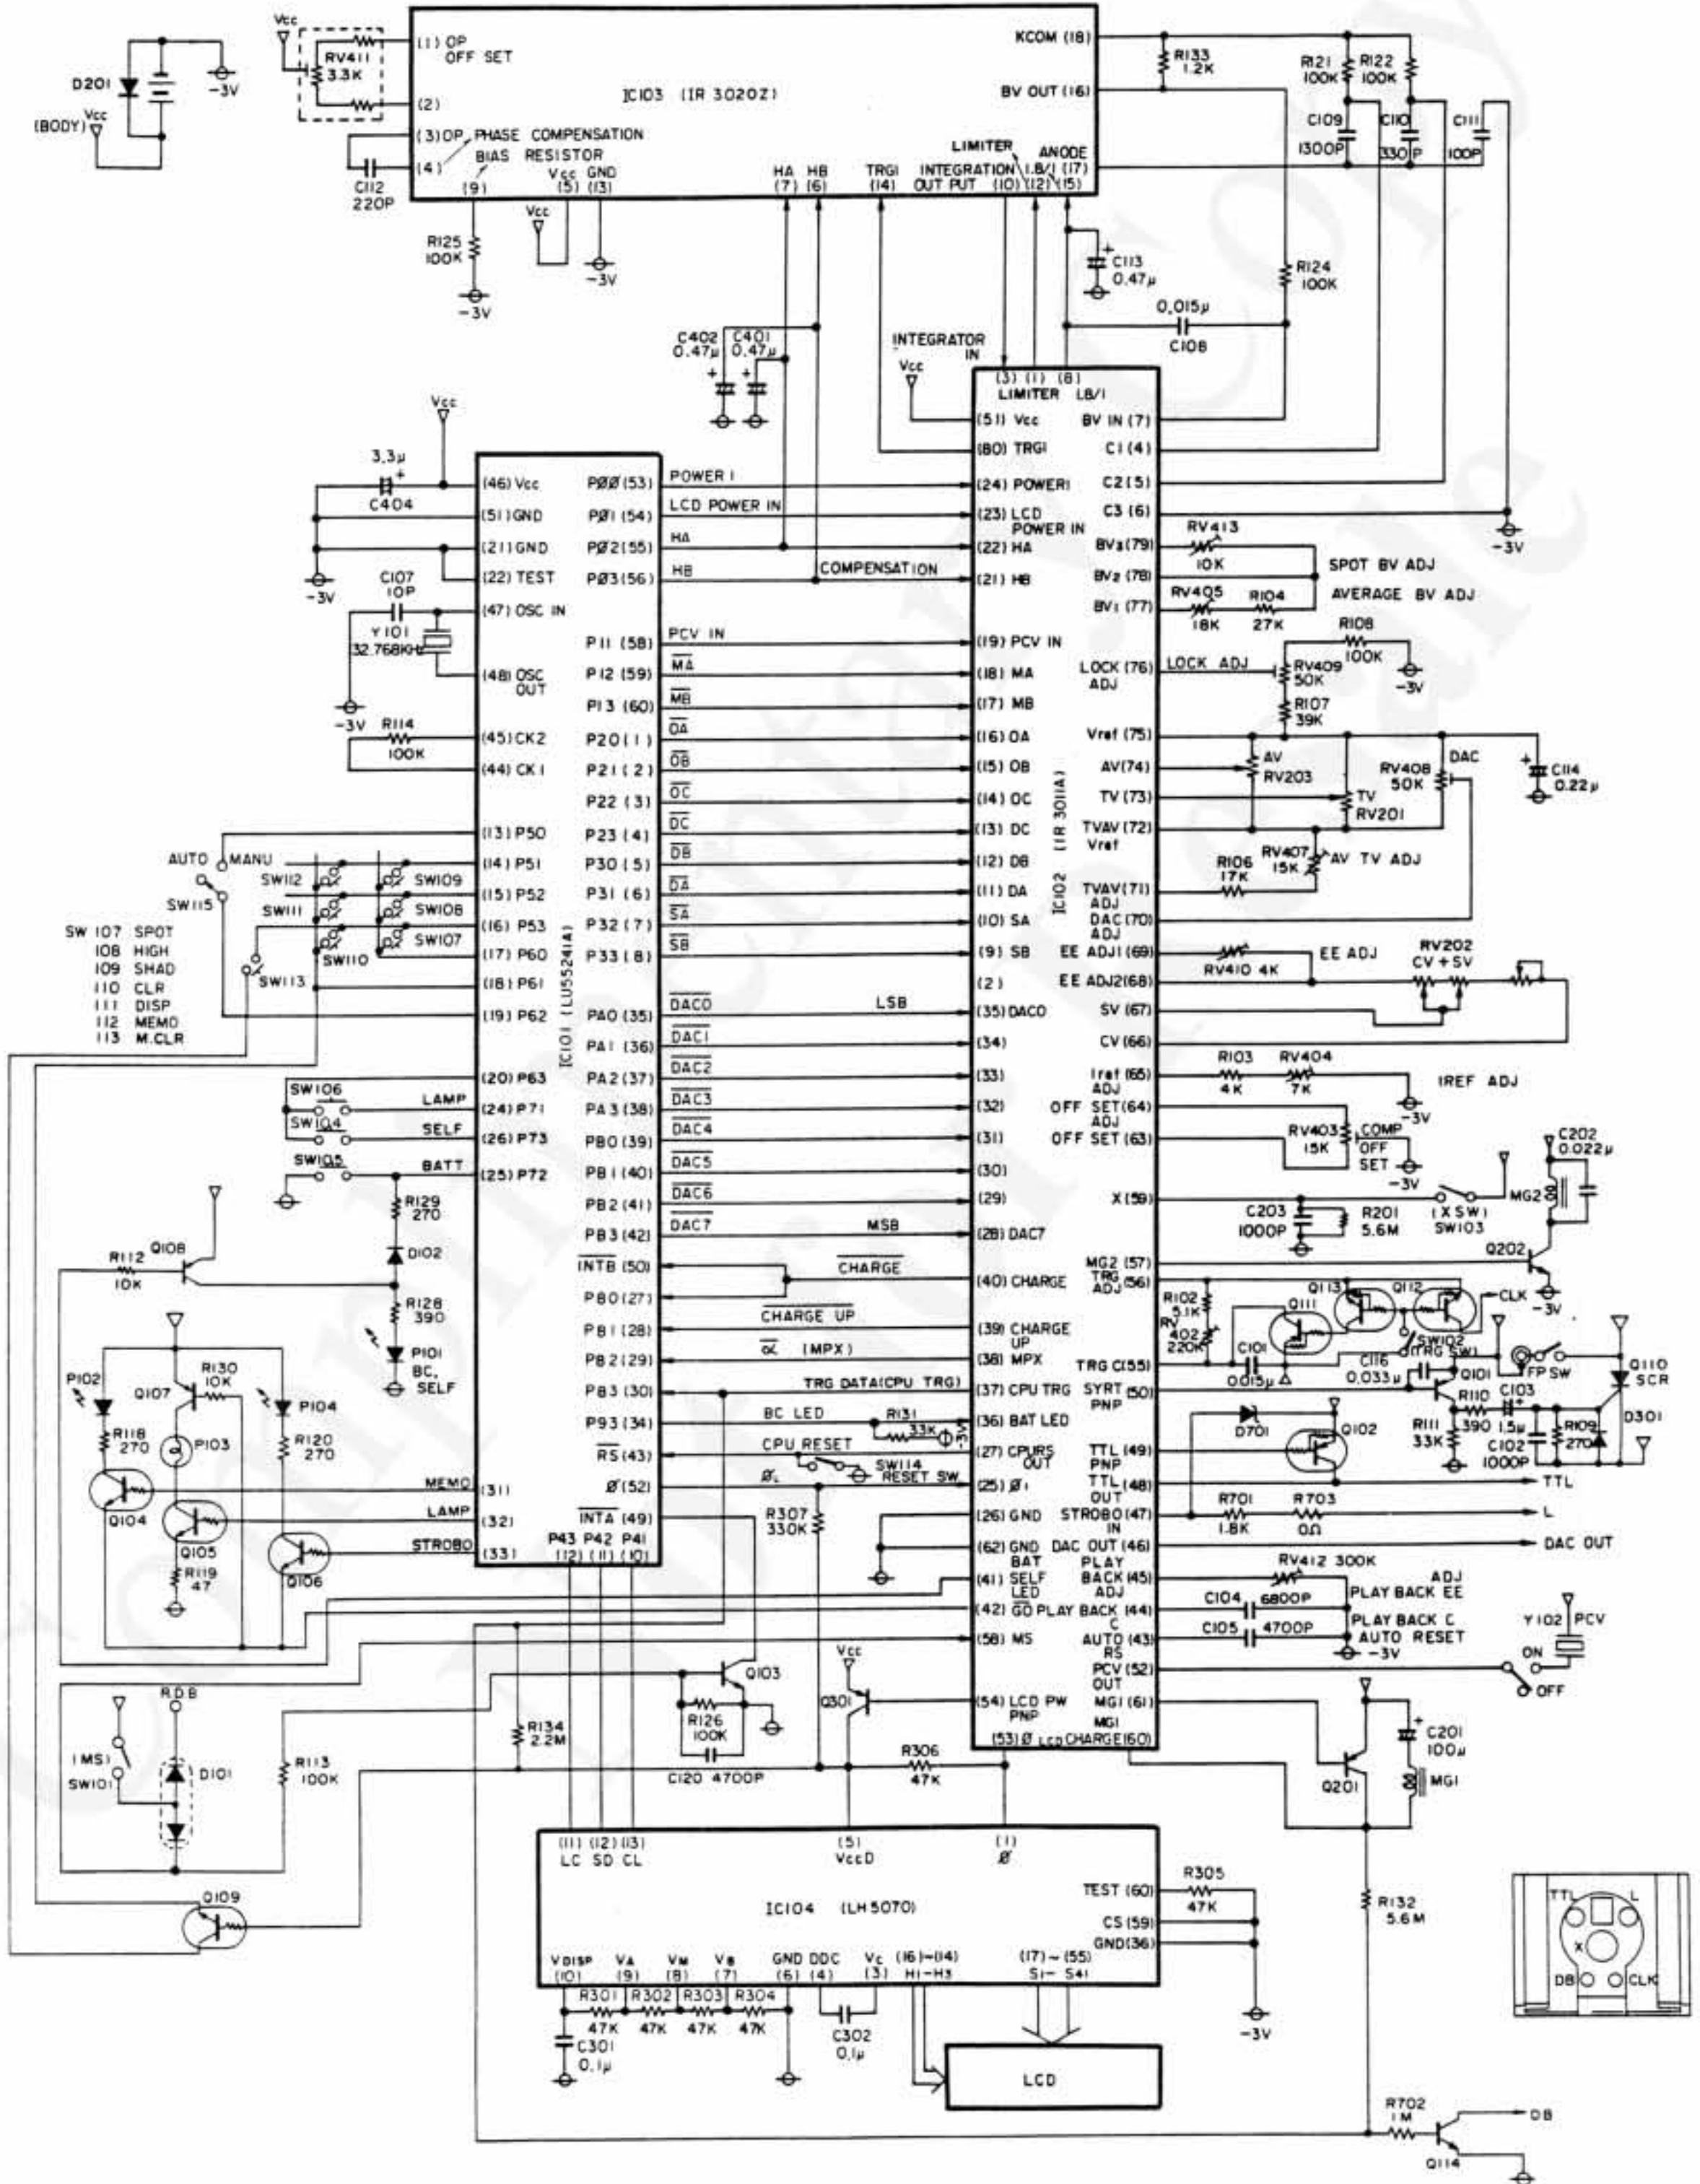 Vcc
D201
-3V
Vcc
(BODY)
RV411
3.3K
(1) OP
OFF SET
(2)
(3) OP PHASE COMPENSATION
(4)
BIAS RESISTOR
Vcc GND
(9)
(5) (13)
C112
220P
IC103 (IR 3020Z)
HA HB
(7) (6)
TRGI
(14)
INTEGRATION
OUT PUT
(10)
LIMITER
(12)
LB/I
(15)
ANODE
(17)
KCOM (18)
BV OUT (16)
R133
1.2K
R121
100K
R122
100K
C109
1300P
C110
330P
C111
100P
R125
100K
-3V
Vcc
-3V
C113
0.47μ
R124
100K
0.015μ
C108
C402
0.47μ
C401
0.47μ
INTEGRATOR
IN
Vcc
(3) (1) (8)
LIMITER LB/I
Vcc
3.3μ
C404
-3V
C107
10P
Y101
32.768KHz
-3V
R114
100K
IC101 (LU5524IA)
(46) Vcc
(51) GND
(21) GND
(22) TEST
(47) OSC IN
(48) OSC
OUT
(45) CK2
(44) CK1
(13) P50
(14) P51
(15) P52
(16) P53
(17) P60
(18) P61
(19) P62
(20) P63
(24) P71
(26) P73
(25) P72
PØØ (53)
PØ1 (54)
PØ2 (55)
PØ3 (56)
P11 (58)
P12 (59)
P13 (60)
P20 (1)
P21 (2)
P22 (3)
P23 (4)
P30 (5)
P31 (6)
P32 (7)
P33 (8)
PA0 (35)
PA1 (36)
PA2 (37)
PA3 (38)
PB0 (39)
PB1 (40)
PB2 (41)
PB3 (42)
INTB (50)
P80 (27)
P81 (28)
P82 (29)
P83 (30)
P93 (34)
RS (43)
Ø (52)
INTA (49)
P43 P42 P41
(12) (11) (10)
(31)
(32)
(33)
POWER I
LCD POWER IN
HA
HB
COMPENSATION
PCV IN
MA
MB
OA
OB
OC
DC
DB
DA
SA
SB
DAC0
LSB
DAC1
DAC2
DAC3
DAC4
DAC5
DAC6
DAC7
MSB
CHARGE
CHARGE UP
α (MPX)
TRG DATA (CPU TRG)
BC LED
R131
33K
-3V
CPU RESET
SW114
RESET SW
R307
330K
IC102 (IR 3011A)
(51) Vcc
(80) TRGI
(24) POWERI
(23) LCD
POWER IN
(22) HA
(21) HB
(19) PCV IN
(18) MA
(17) MB
(16) OA
(15) OB
(14) OC
(13) DC
(12) DB
(11) DA
(10) SA
(9) SB
(2)
(35) DACO
(34)
(33)
(32)
(31)
(30)
(29)
(28) DAC7
(40) CHARGE
(39) CHARGE
UP
(38) MPX
(37) CPU TRG
(36) BAT LED
(27) CPURS
OUT
(25) Ø1
(26) GND
(62) GND
BAT
(41) SELF
LED
(42) GO
(58) MS
(54) LCD PW
PNP
(53) Ø LCD CHARGE (60)
BV IN (7)
C1 (4)
C2 (5)
C3 (6)
BV3 (79)
BV2 (78)
BV1 (77)
LOCK (76)
ADJ
Vref (75)
AV (74)
TV (73)
TVAV (72)
Vref
TVAV (71)
ADJ
DAC (70)
ADJ
EE ADJ1 (69)
EE ADJ2 (68)
SV (67)
CV (66)
Iref (65)
ADJ
OFF SET (64)
ADJ
OFF SET (63)
X (59)
MG2 (57)
TRG (56)
ADJ
TRG C (55)
SYRT (50)
PNP
TTL (49)
PNP
TTL (48)
OUT
STROBO (47)
IN
DAC OUT (46)
PLAY
BACK (45)
ADJ
PLAY BACK (44)
C
AUTO (43)
RS
PCV (52)
OUT
MG1 (61)
MG1
-3V
RV413
10K
SPOT BV ADJ
RV405
18K
R104
27K
AVERAGE BV ADJ
R108
100K
LOCK ADJ
RV409
50K
-3V
R107
39K
AV
RV203
TV
RV201
DAC
RV408
50K
C114
0.22μ
R106
17K
RV407
15K
AV TV ADJ
RV410 4K
EE ADJ
RV202
CV + SV
R103
4K
RV404
7K
IREF ADJ
-3V
RV403
15K
COMP
OFF
SET
-3V
C202
0.022μ
MG2
C203
1000P
R201
5.6M
(X SW)
SW103
Q202
-3V
R102
5.1K
RV
402
220K
C101
0.015μ
Q111
Q113
Q112
CLK
SW102
(TRG SW)
C116
0.033μ
Q101
FP SW
Q110
SCR
R110
390
C103
1.5μ
R111
33K
C102
1000P
R109
270
D301
D701
Q102
TTL
R701
1.8K
R703
0Ω
L
DAC OUT
RV412 300K
ADJ
PLAY BACK EE
C104
6800P
PLAY BACK C
C105
4700P
AUTO RESET
-3V
Y102
PCV
ON
OFF
C201
100μ
Q201
MG1
R132
5.6M
AUTO
MANU
SW115
SW112
SW109
SW111
SW108
SW110
SW107
SW113
SW 107 SPOT
108 HIGH
109 SHAD
110 CLR
111 DISP
112 MEMO
113 M.CLR
SW106
LAMP
SW104
SELF
SW105
BATT
R129
270
D102
R112
10K
Q108
R128
390
P101
BC,
SELF
P102
Q107
R130
10K
P104
R118
270
P103
R120
270
MEMO
LAMP
STROBO
Q104
Q105
Q106
R119
47
(MS)
SW101
R.D.B
D101
R113
100K
R134
2.2M
Q109
Q103
R126
100K
C120 4700P
Vcc
Q301
R306
47K
(11) (12) (13)
LC SD CL
(5)
VccD
(1)
Ø
IC104 (LH5070)
TEST (60)
CS (59)
GND (36)
R305
47K
-3V
VDISP
(10)
VA
(9)
VM
(8)
VB
(7)
GND
(6)
DDC
(4)
Vc
(3)
(16)~(14)
H1-H3
(17)~(55)
S1- S41
R301
47K
R302
47K
R303
47K
R304
47K
C301
0.1μ
C302
0.1μ
LCD
R702
1M
DB
Q114
TTL
L
X
DB
CLK